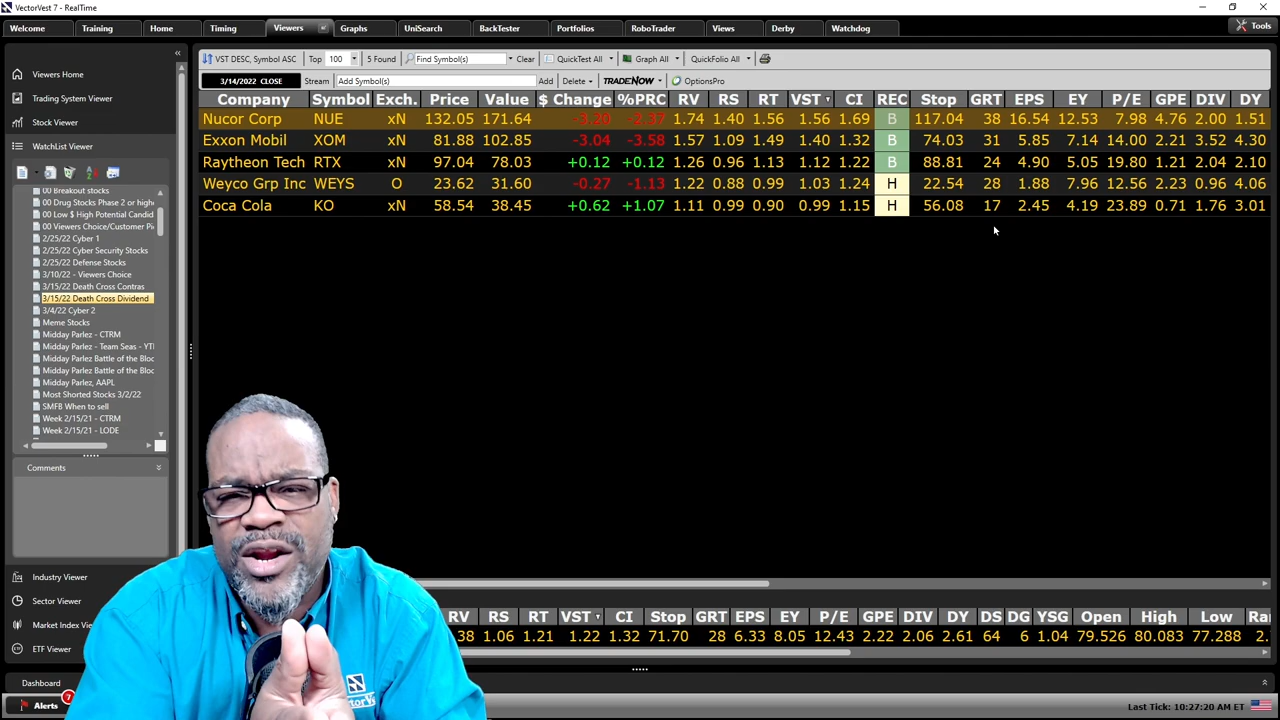 VectorVest 7 - RealTime
Welcome Training Home Timing Viewers Graphs UniSearch BackTester Portfolios RoboTrader Views Derby Watchdog Tools
Viewers Home
Trading System Viewer
Stock Viewer
WatchList Viewer
00 Breakout stocks
00 Drug Stocks Phase 2 or highe
00 Low $ High Potential Candid
00 Viewers Choice/Customer Pi
2/25/22 Cyber 1
2/25/22 Cyber Security Stocks
2/25/22 Defense Stocks
3/10/22 - Viewers Choice
3/15/22 Death Cross Contras
3/15/22 Death Cross Dividend
3/4/22 Cyber 2
Meme Stocks
Midday Parlez - CTRM
Midday Parlez - Team Seas - YT
Midday Parlez Battle of the Bloc
Midday Parlez Battle of the Bloc
Midday Parlez, AAPL
Most Shorted Stocks 3/2/22
SMFB When to sell
Week 2/15/21 - CTRM
Week 2/15/21 - LODE
Comments
Industry Viewer
Sector Viewer
Market Index Vi
ETF Viewer
Dashboard
Alerts 7
VST DESC, Symbol ASC Top 100 5 Found Find Symbol(s) Clear QuickTest All Graph All QuickFolio All
3/14/2022 CLOSE Stream Add Symbol(s) Add Delete TRADENOW OptionsPro
Company Symbol Exch. Price Value $ Change %PRC RV RS RT VST CI REC Stop GRT EPS EY P/E GPE DIV DY
Nucor Corp NUE xN 132.05 171.64 -3.20 -2.37 1.74 1.40 1.56 1.56 1.69 B 117.04 38 16.54 12.53 7.98 4.76 2.00 1.51
Exxon Mobil XOM xN 81.88 102.85 -3.04 -3.58 1.57 1.09 1.49 1.40 1.32 B 74.03 31 5.85 7.14 14.00 2.21 3.52 4.30
Raytheon Tech RTX xN 97.04 78.03 +0.12 +0.12 1.26 0.96 1.13 1.12 1.22 B 88.81 24 4.90 5.05 19.80 1.21 2.04 2.10
Weyco Grp Inc WEYS O 23.62 31.60 -0.27 -1.13 1.22 0.88 0.99 1.03 1.24 H 22.54 28 1.88 7.96 12.56 2.23 0.96 4.06
Coca Cola KO xN 58.54 38.45 +0.62 +1.07 1.11 0.99 0.90 0.99 1.15 H 56.08 17 2.45 4.19 23.89 0.71 1.76 3.01
RV RS RT VST CI Stop GRT EPS EY P/E GPE DIV DY DS DG YSG Open High Low Ra
38 1.06 1.21 1.22 1.32 71.70 28 6.33 8.05 12.43 2.22 2.06 2.61 64 6 1.04 79.526 80.083 77.288
Last Tick: 10:27:20 AM ET